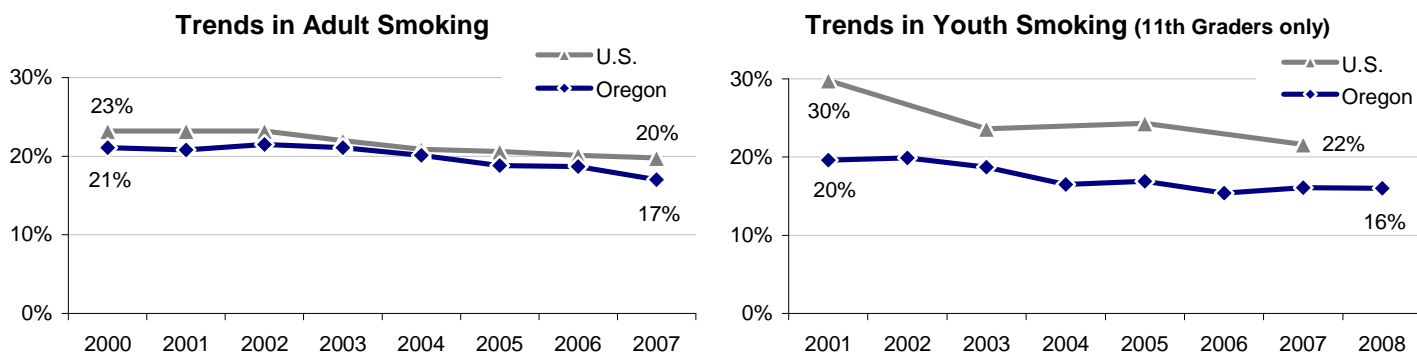 Trends in Adult Smoking
U.S.
Oregon
30%
20%
10%
0%
23%
21%
20%
17%
2000 2001 2002 2003 2004 2005 2006 2007
Trends in Youth Smoking (11th Graders only)
U.S.
Oregon
30%
20%
10%
0%
30%
20%
22%
16%
2001 2002 2003 2004 2005 2006 2007 2008